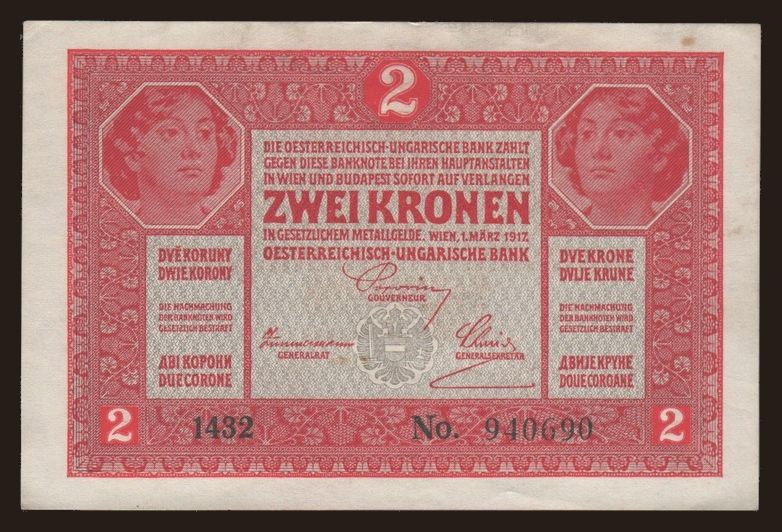 2
DIE OESTERREICHISCH-UNGARISCHE BANK ZAHLT
GEGEN DIESE BANKNOTE BEI IHREN HAUPTANSTALTEN
IN WIEN UND BUDAPEST SOFORT AUF VERLANGEN
ZWEI KRONEN
IN GESETZLICHEM METALLGELDE. WIEN, 1. MÄRZ 1917.
OESTERREICHISCH-UNGARISCHE BANK
Popovics
GOUVERNEUR
GENERALRAT
GENERALSEKRETÄR
DVĚ KORUNY
DWIE KORONY
DIE NACHMACHUNG
DER BANKNOTEN WIRD
GESETZLICH BESTRAFT
ДВІ КОРОНИ
DUE CORONE
DVE KRONE
DVIJE KRUNE
DIE NACHMACHUNG
DER BANKNOTEN WIRD
GESETZLICH BESTRAFT
ДВИЈЕ КРУНЕ
DOUE COROANE
2
1432
No. 940690
2